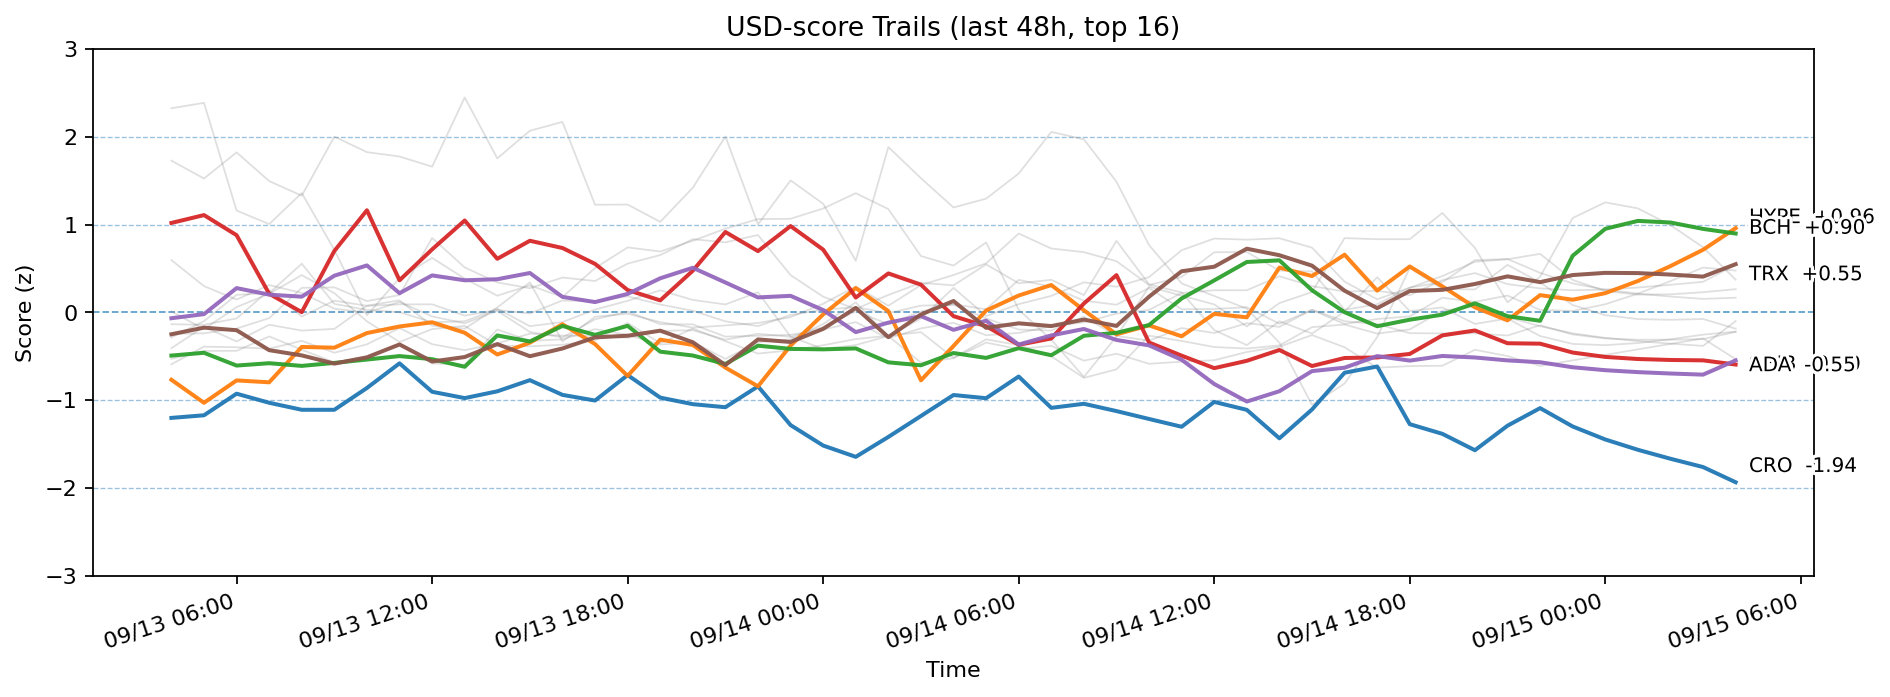 USD-score Trails (last 48h, top 16)
Score (z)
3
2
1
0
−1
−2
−3
BCH +0.90
TRX +0.55
CRO -1.94
09/13 06:00
09/13 12:00
09/13 18:00
09/14 00:00
09/14 06:00
09/14 12:00
09/14 18:00
09/15 00:00
09/15 06:00
Time